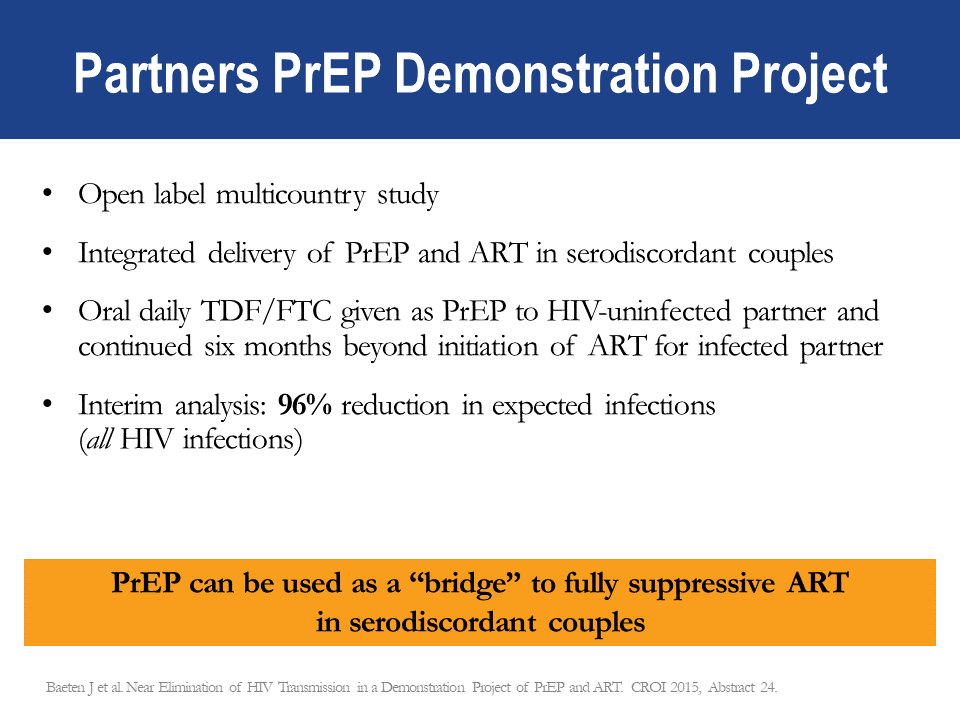 Partners PrEP Demonstration Project
• Open label multicountry study
• Integrated delivery of PrEP and ART in serodiscordant couples
• Oral daily TDF/FTC given as PrEP to HIV-uninfected partner and
continued six months beyond initiation of ART for infected partner
• Interim analysis: 96% reduction in expected infections
(all HIV infections)
PrEP can be used as a “bridge” to fully suppressive ART
in serodiscordant couples
Baeten J et al. Near Elimination of HIV Transmission in a Demonstration Project of PrEP and ART. CROI 2015, Abstract 24.